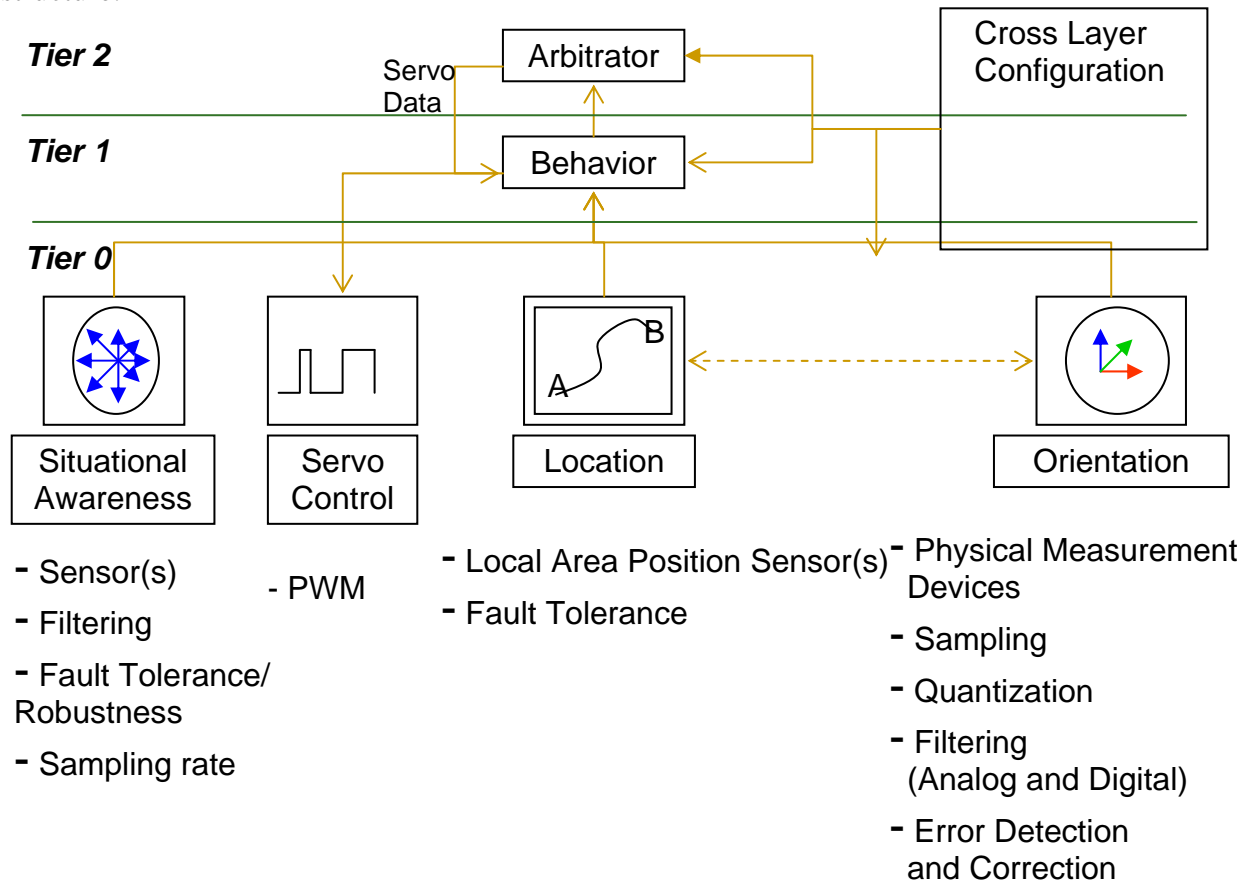 Tier 2
Servo
Data
Arbitrator
Cross Layer
Configuration
Tier 1
Behavior
Tier 0
A
B
Situational
Awareness
Servo
Control
Location
Orientation
- Sensor(s)
- Filtering
- Fault Tolerance/
Robustness
- Sampling rate
- PWM
- Local Area Position Sensor(s)
- Fault Tolerance
- Physical Measurement
Devices
- Sampling
- Quantization
- Filtering
(Analog and Digital)
- Error Detection
and Correction